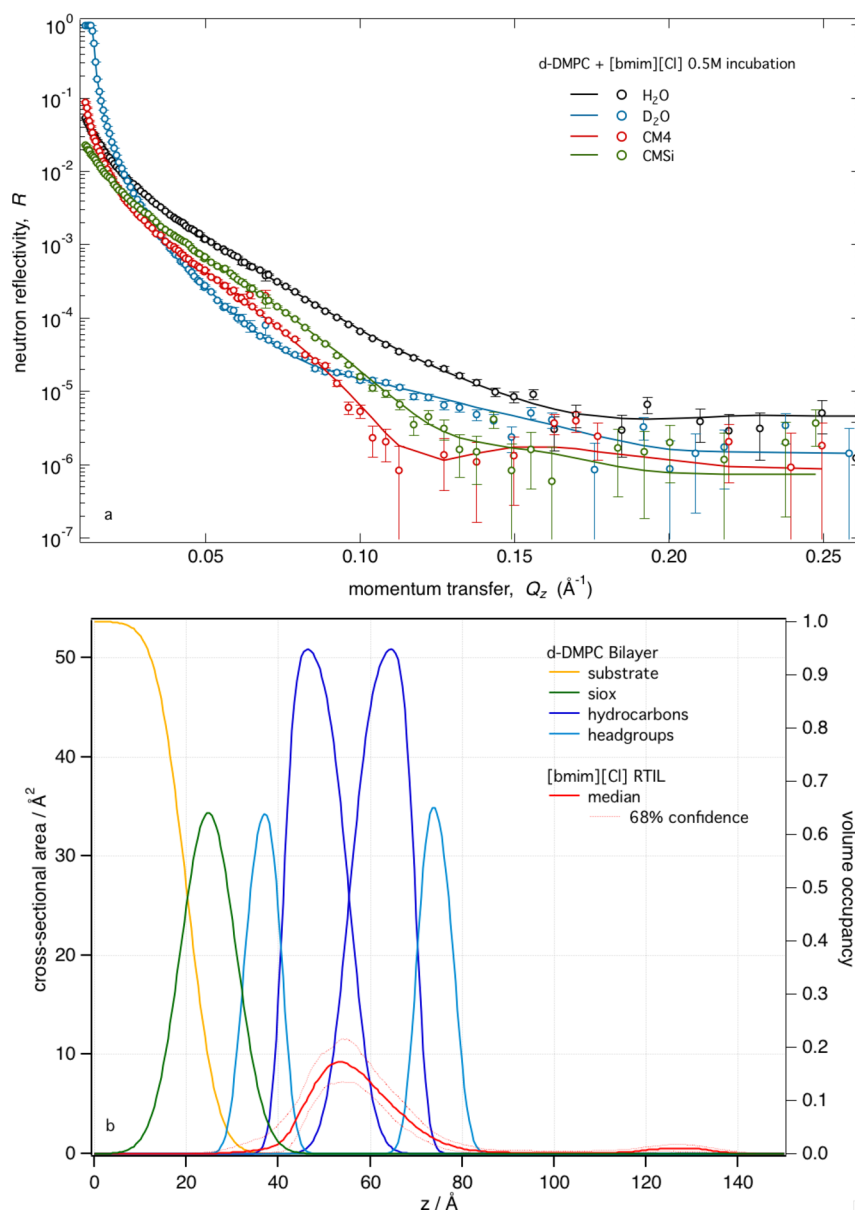 10^0
10^-1
10^-2
10^-3
10^-4
10^-5
10^-6
10^-7
neutron reflectivity, R
d-DMPC + [bmim][Cl] 0.5M incubation
H2O
D2O
CM4
CMSi
a
0.05
0.10
0.15
0.20
0.25
momentum transfer, Qz (Å^-1)
50
40
30
20
10
0
cross-sectional area / Å^2
d-DMPC Bilayer
substrate
siox
hydrocarbons
headgroups
[bmim][Cl] RTIL
median
68% confidence
b
1.0
0.9
0.8
0.7
0.6
0.5
0.4
0.3
0.2
0.1
0.0
volume occupancy
0
20
40
60
80
100
120
140
z / Å